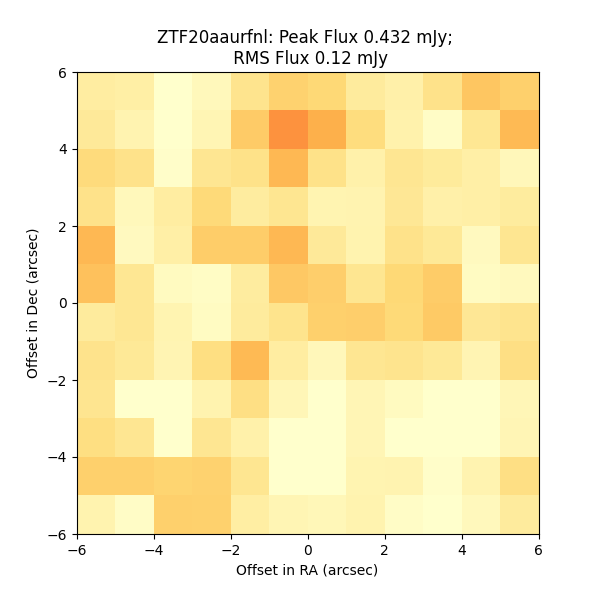 ZTF20aaurfnl: Peak Flux 0.432 mJy;
RMS Flux 0.12 mJy
6
4
2
0
−2
−4
−6
Offset in Dec (arcsec)
−6 −4 −2 0 2 4 6
Offset in RA (arcsec)